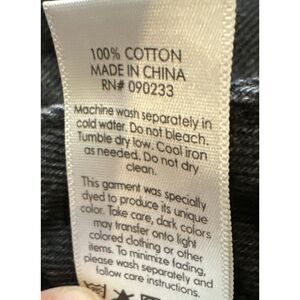 100% COTTON
MADE IN CHINA
RN# 090233
Machine wash separately in
cold water. Do not bleach.
Tumble dry low. Cool iron
as needed. Do not dry
clean.
This garment was specially
dyed to produce its unique
color. Take care, dark colors
may transfer onto light
colored clothing or other
items. To minimize fading,
please wash separately and
follow care instructions.